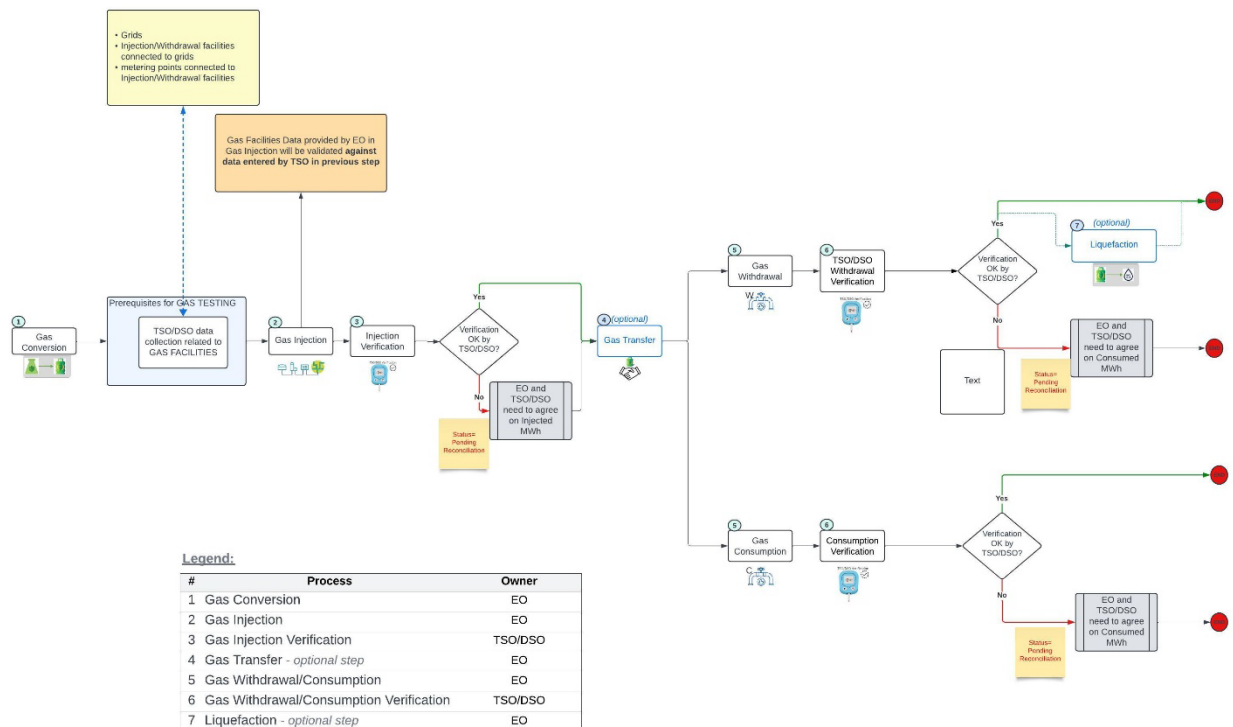 • Grids
• Injection/Withdrawal facilities
connected to grids
• metering points connected to
Injection/Withdrawal facilities
Gas Facilities Data provided by EO in
Gas Injection will be validated against
data entered by TSO in previous step
Prerequisites for GAS TESTING
1
Gas
Conversion
TSO/DSO data
collection related to
GAS FACILITIES
2
Gas Injection
3
Injection
Verification
Verification
OK by
TSO/DSO?
Yes
No
Status=
Pending
Reconciliation
EO and
TSO/DSO
need to agree
on Injected
MWh
4
(optional)
Gas Transfer
5
Gas
Withdrawal
W
6
TSO/DSO
Withdrawal
Verification
Verification
OK by
TSO/DSO?
Yes
7
(optional)
Liquefaction
No
Text
Status=
Pending
Reconciliation
EO and
TSO/DSO
need to agree
on Consumed
MWh
5
Gas
Consumption
C
6
Consumption
Verification
Verification
OK by
TSO/DSO?
Yes
No
Status=
Pending
Reconciliation
EO and
TSO/DSO
need to agree
on Consumed
MWh
Legend:
# Process Owner
1 Gas Conversion EO
2 Gas Injection EO
3 Gas Injection Verification TSO/DSO
4 Gas Transfer - optional step EO
5 Gas Withdrawal/Consumption EO
6 Gas Withdrawal/Consumption Verification TSO/DSO
7 Liquefaction - optional step EO